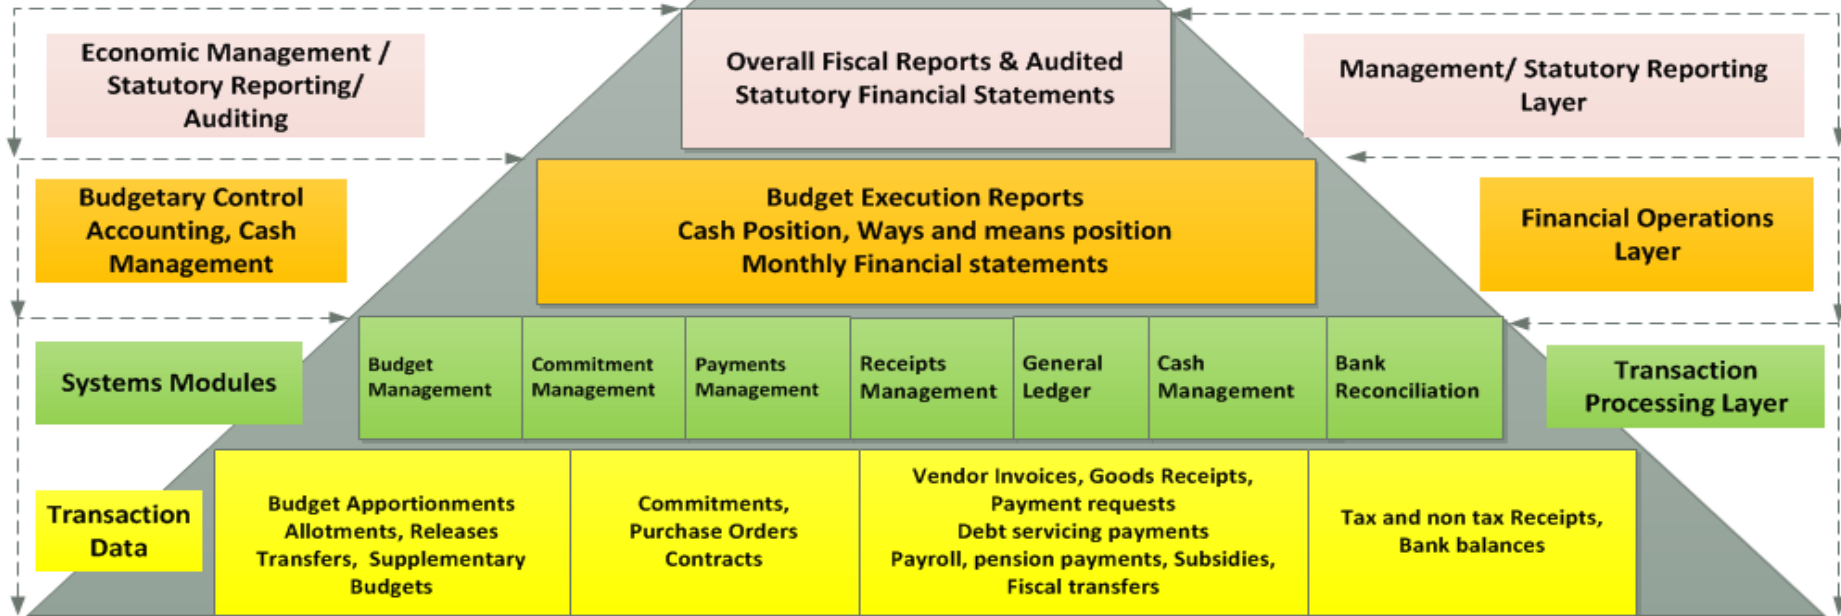 Economic Management /
Statutory Reporting/
Auditing
Overall Fiscal Reports & Audited
Statutory Financial Statements
Management/ Statutory Reporting
Layer
Budgetary Control
Accounting, Cash
Management
Budget Execution Reports
Cash Position, Ways and means position
Monthly Financial statements
Financial Operations
Layer
Systems Modules
Budget
Management
Commitment
Management
Payments
Management
Receipts
Management
General
Ledger
Cash
Management
Bank
Reconciliation
Transaction
Processing Layer
Transaction
Data
Budget Apportionments
Allotments, Releases
Transfers, Supplementary
Budgets
Commitments,
Purchase Orders
Contracts
Vendor Invoices, Goods Receipts,
Payment requests
Debt servicing payments
Payroll, pension payments, Subsidies,
Fiscal transfers
Tax and non tax Receipts,
Bank balances